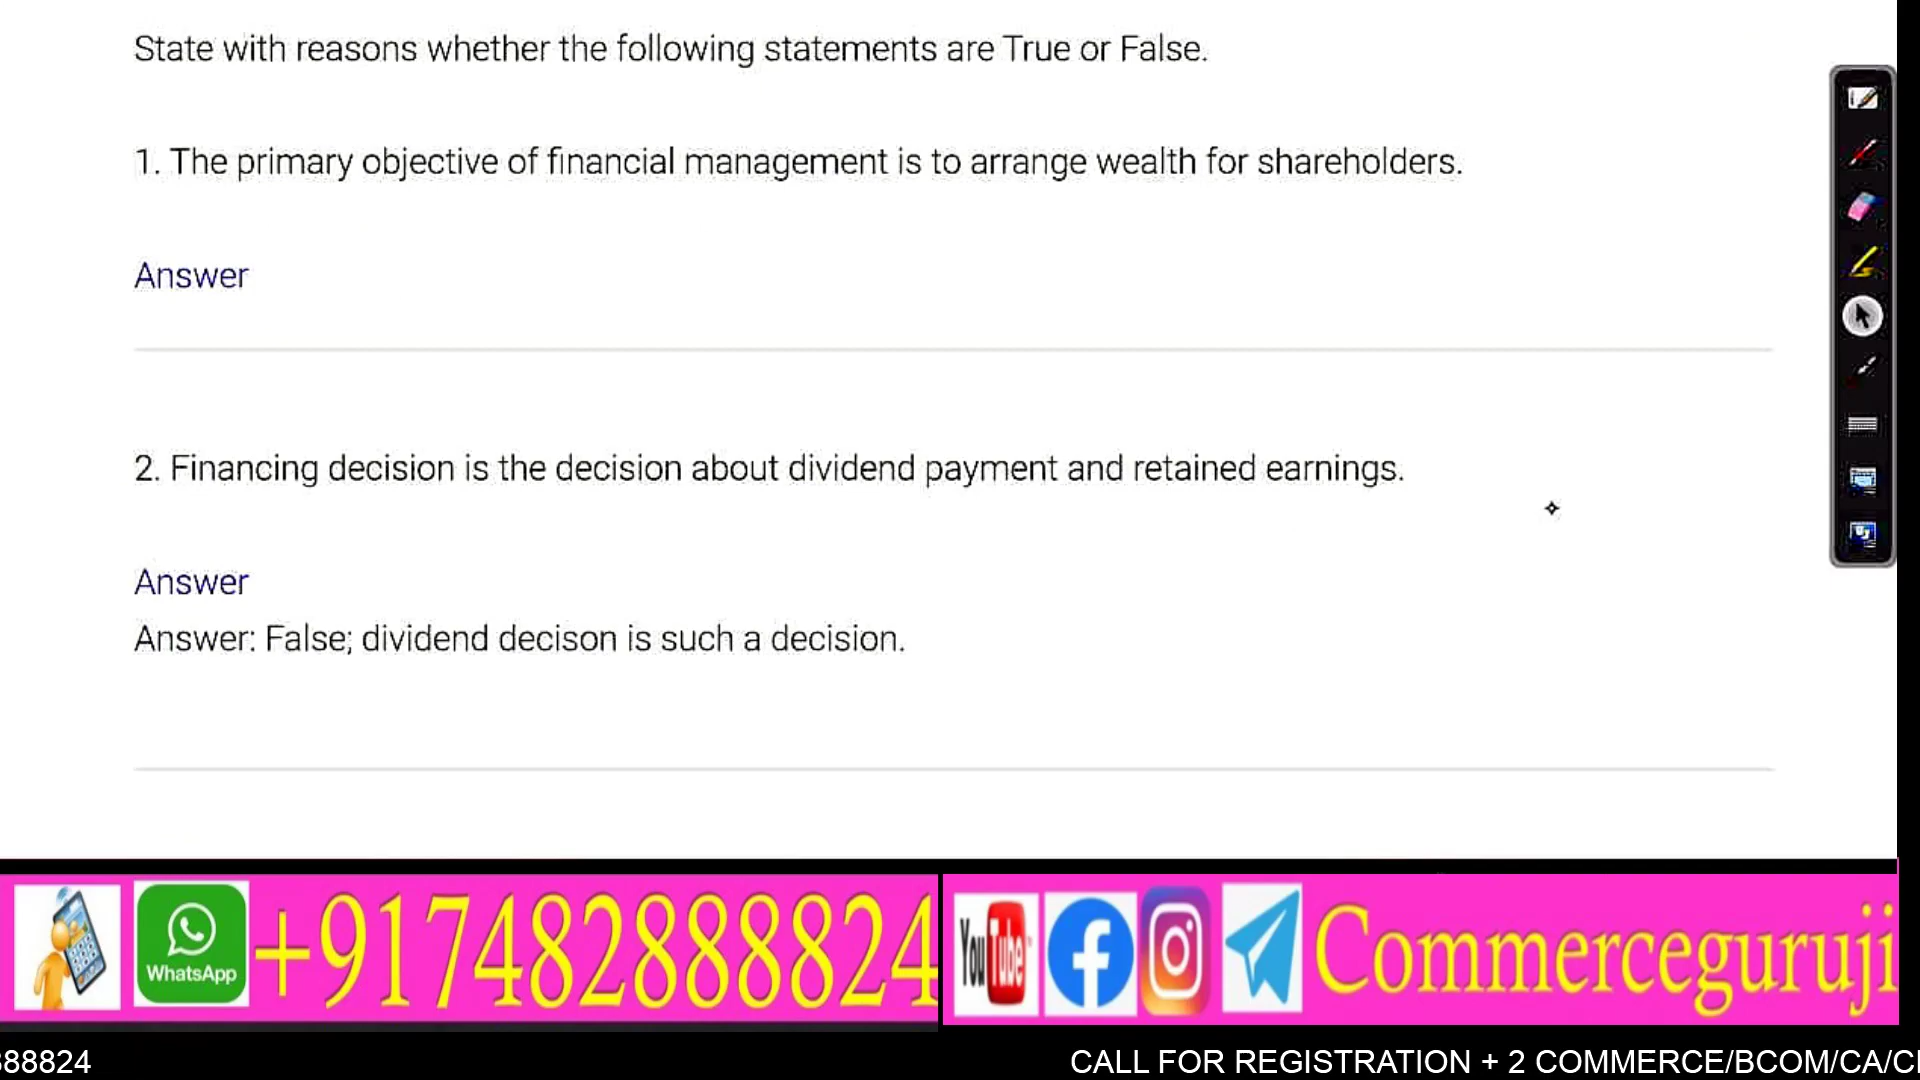 State with reasons whether the following statements are True or False.
1. The primary objective of financial management is to arrange wealth for shareholders.
Answer
2. Financing decision is the decision about dividend payment and retained earnings.
Answer
Answer: False; dividend decison is such a decision.
WhatsApp
+917482888824
YouTube
Commerceguruji
888824
CALL FOR REGISTRATION + 2 COMMERCE/BCOM/CA/C